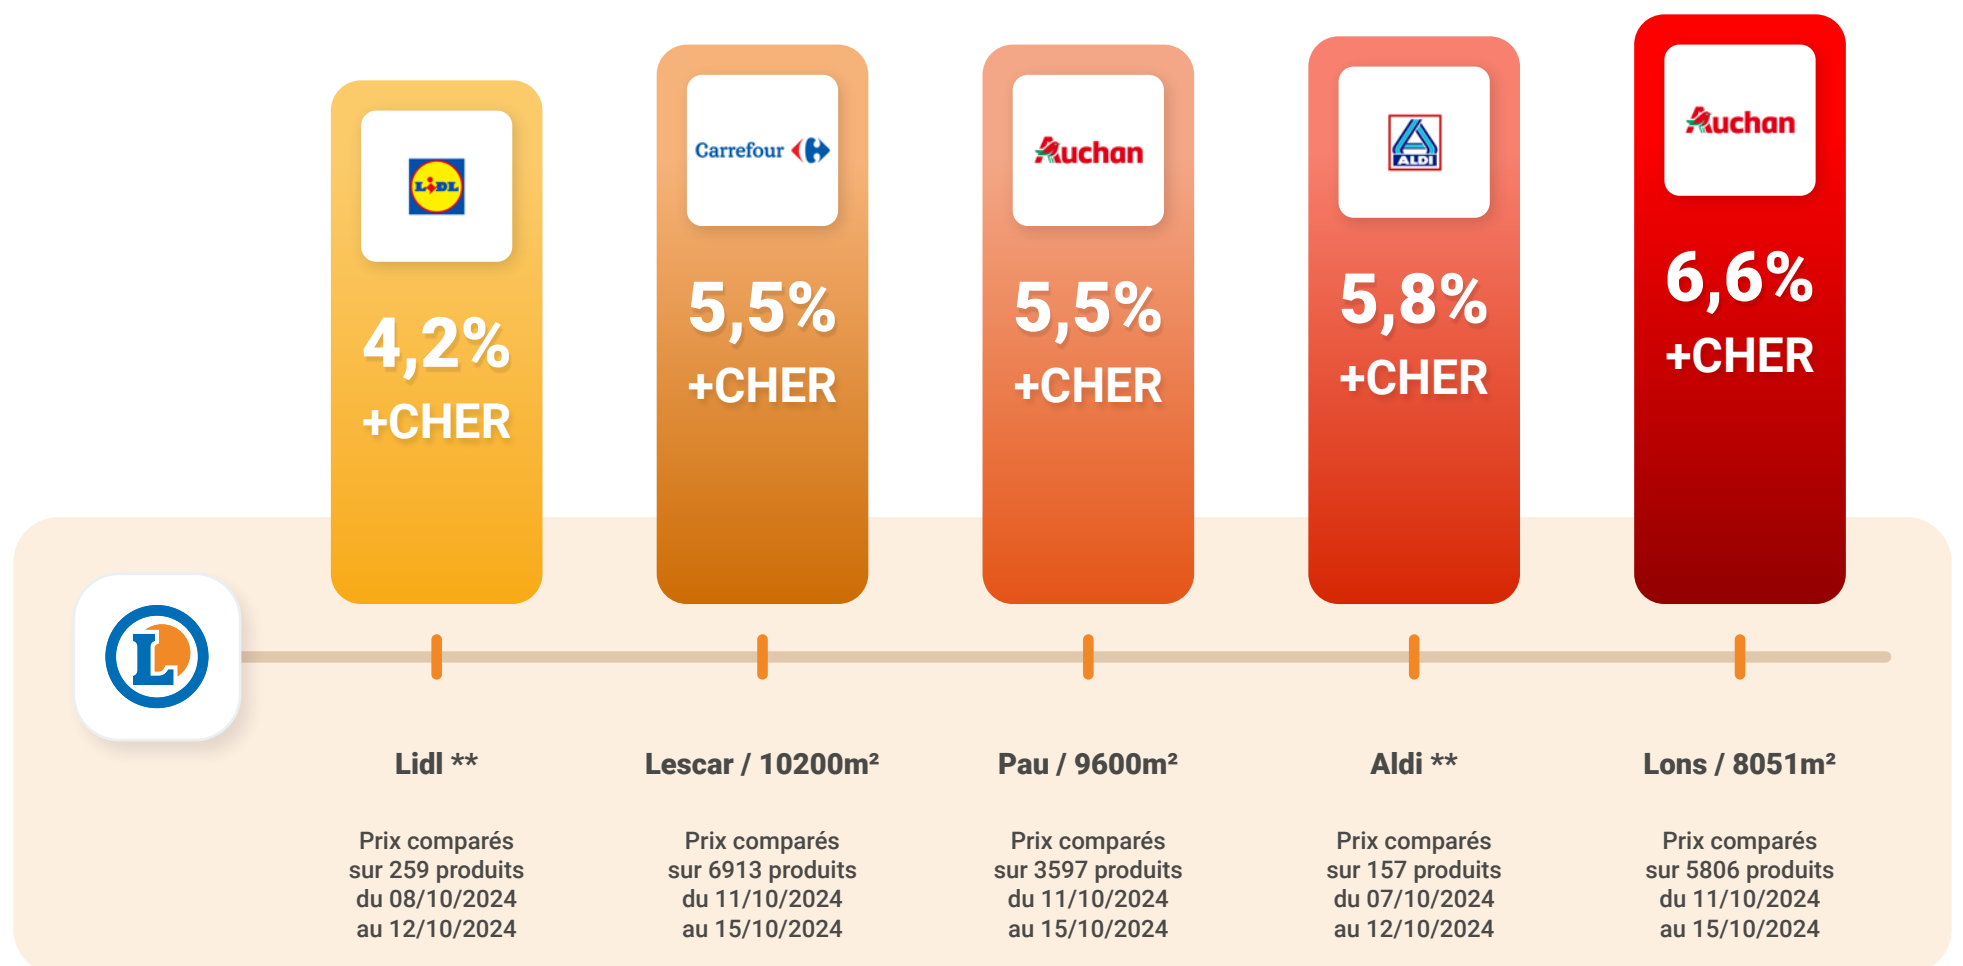 LIDL
4,2%
+CHER
Carrefour
5,5%
+CHER
Auchan
5,5%
+CHER
ALDI
5,8%
+CHER
Auchan
6,6%
+CHER
L
Lidl **
Prix comparés
sur 259 produits
du 08/10/2024
au 12/10/2024
Lescar / 10200m²
Prix comparés
sur 6913 produits
du 11/10/2024
au 15/10/2024
Pau / 9600m²
Prix comparés
sur 3597 produits
du 11/10/2024
au 15/10/2024
Aldi **
Prix comparés
sur 157 produits
du 07/10/2024
au 12/10/2024
Lons / 8051m²
Prix comparés
sur 5806 produits
du 11/10/2024
au 15/10/2024